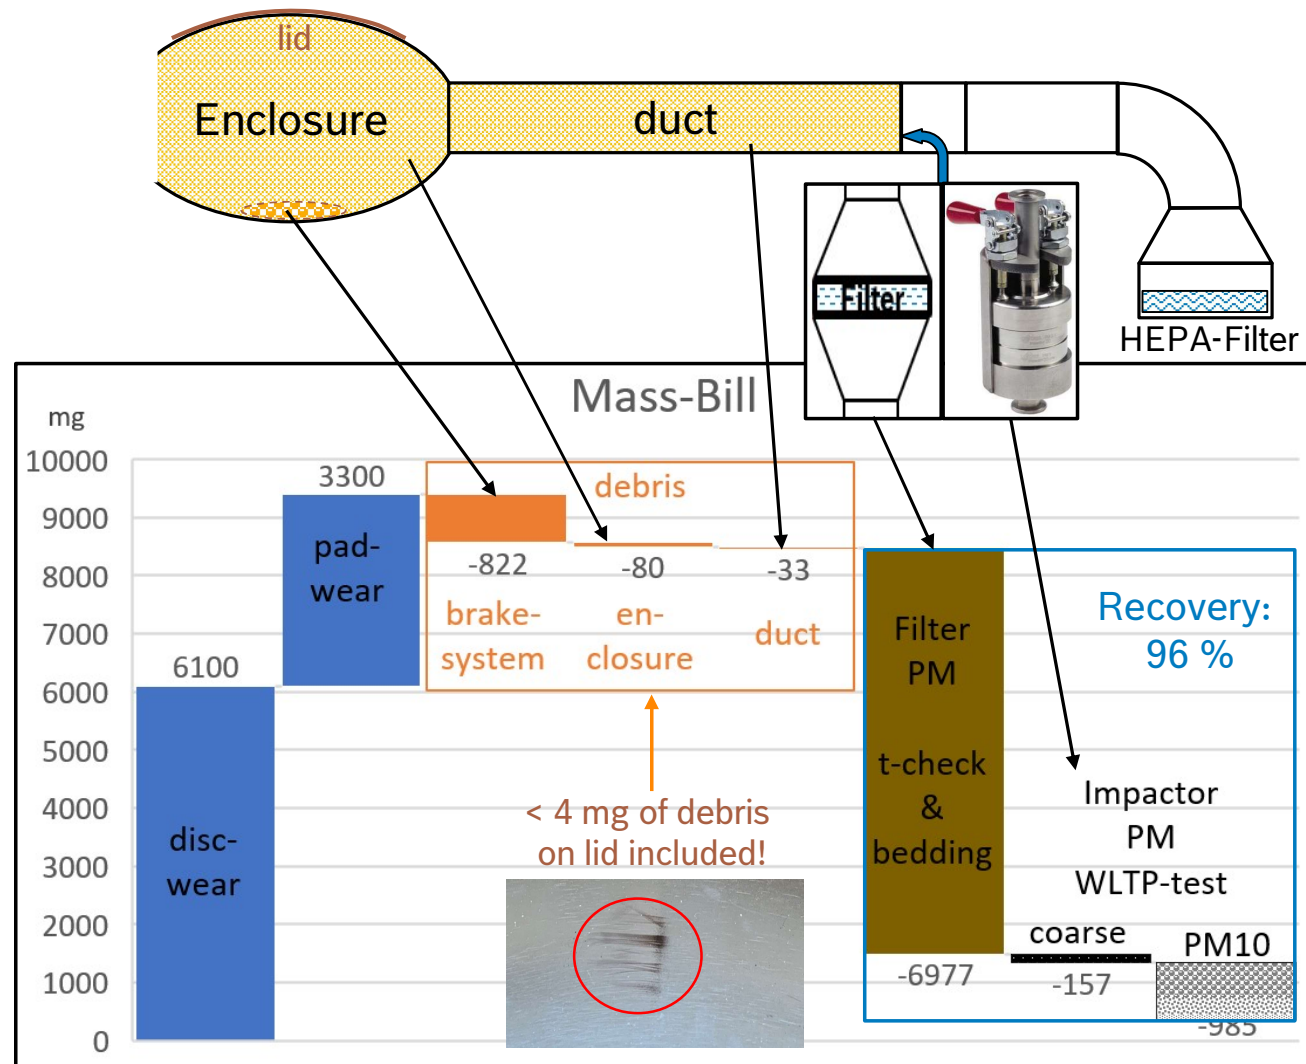 lid
Enclosure
duct
Filter
HEPA-Filter
Mass-Bill
mg
10000
9000
8000
7000
6000
5000
4000
3000
2000
1000
0
6100
disc-
wear
3300
pad-
wear
debris
-822
-80
-33
brake-
system
en-
closure
duct
< 4 mg of debris
on lid included!
Filter
PM
t-check
&
bedding
-6977
Recovery:
96 %
Impactor
PM
WLTP-test
coarse
-157
PM10
-985